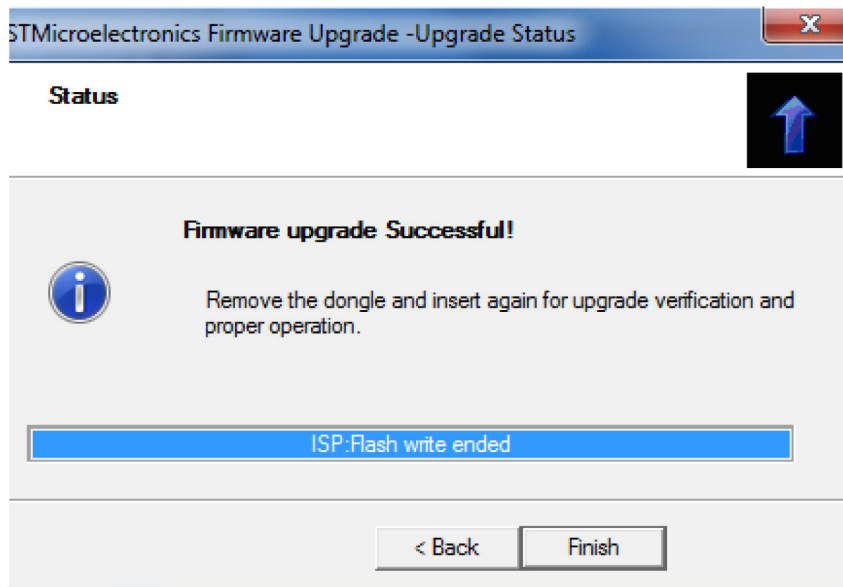 STMicroelectronics Firmware Upgrade -Upgrade Status
Status
Firmware upgrade Successful!
Remove the dongle and insert again for upgrade verification and
proper operation.
ISP:Flash write ended
< Back
Finish